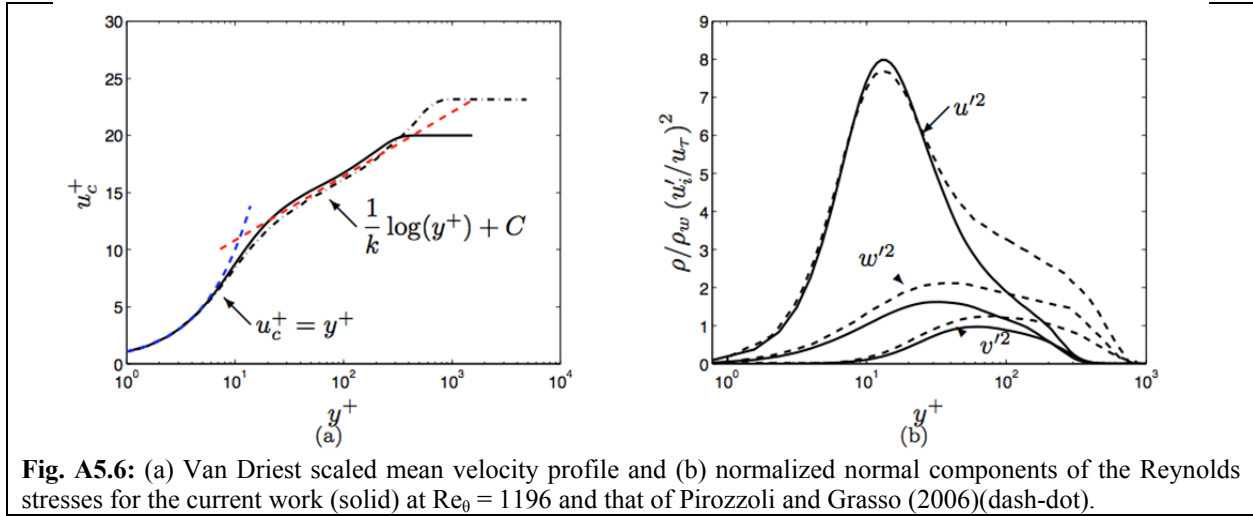 30
25
20
15
10
5
0
u_c^+
1/k log(y^+) + C
u_c^+ = y^+
10^0 10^1 10^2 10^3 10^4
y^+
(a)
9
8
7
6
5
4
3
2
1
0
ρ/ρ_w (u'_i/u_τ)^2
u'^2
w'^2
v'^2
10^0 10^1 10^2 10^3
y^+
(b)
Fig. A5.6: (a) Van Driest scaled mean velocity profile and (b) normalized normal components of the Reynolds
stresses for the current work (solid) at Re_θ = 1196 and that of Pirozzoli and Grasso (2006)(dash-dot).